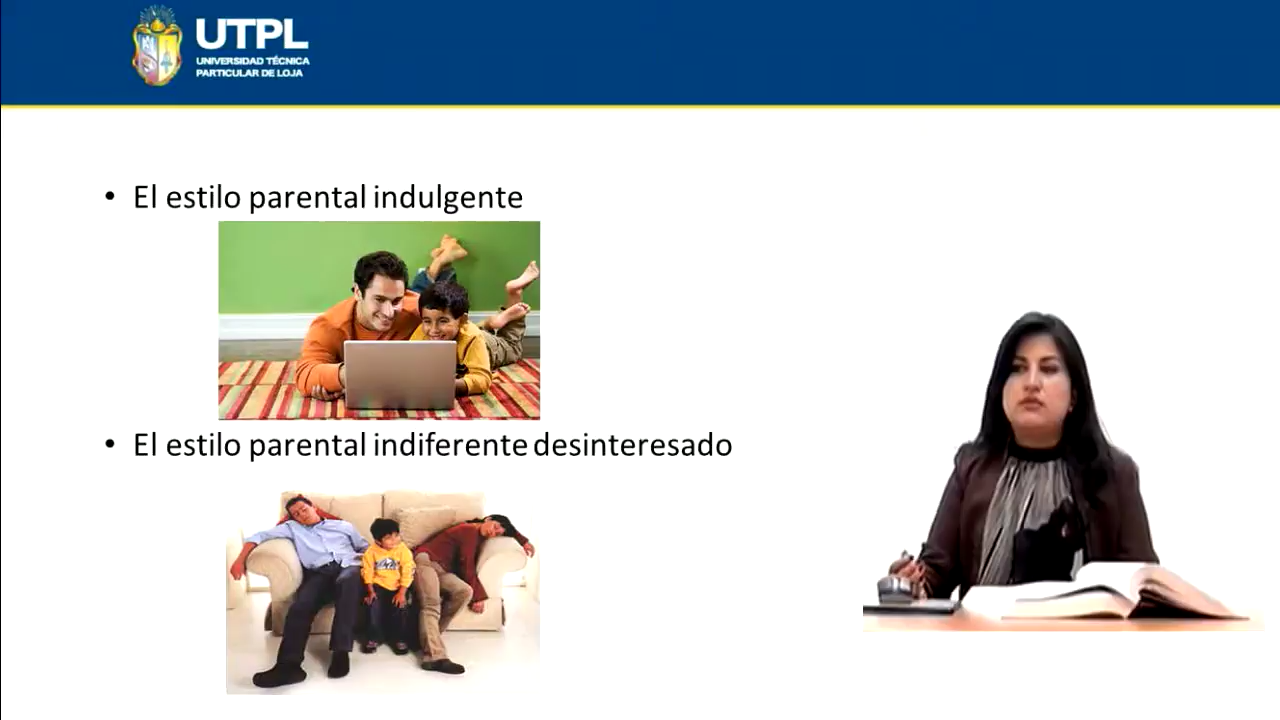 UTPL
UNIVERSIDAD TÉCNICA
PARTICULAR DE LOJA
• El estilo parental indulgente
• El estilo parental indiferente desinteresado